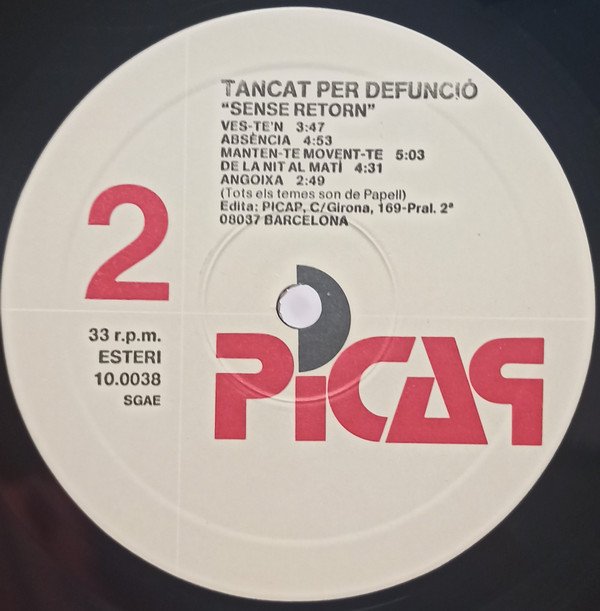 TANCAT PER DEFUNCIÓ
"SENSE RETORN"
VES-TE'N 3:47
ABSÈNCIA 4:53
MANTEN-TE MOVENT-TE 5:03
DE LA NIT AL MATÍ 4:31
ANGOIXA 2:49
(Tots els temes son de Papell)
Edita: PICAP, C/Girona, 169-Pral. 2ª
08037 BARCELONA
2
33 r.p.m.
ESTERI
10.0038
SGAE
PiCAP